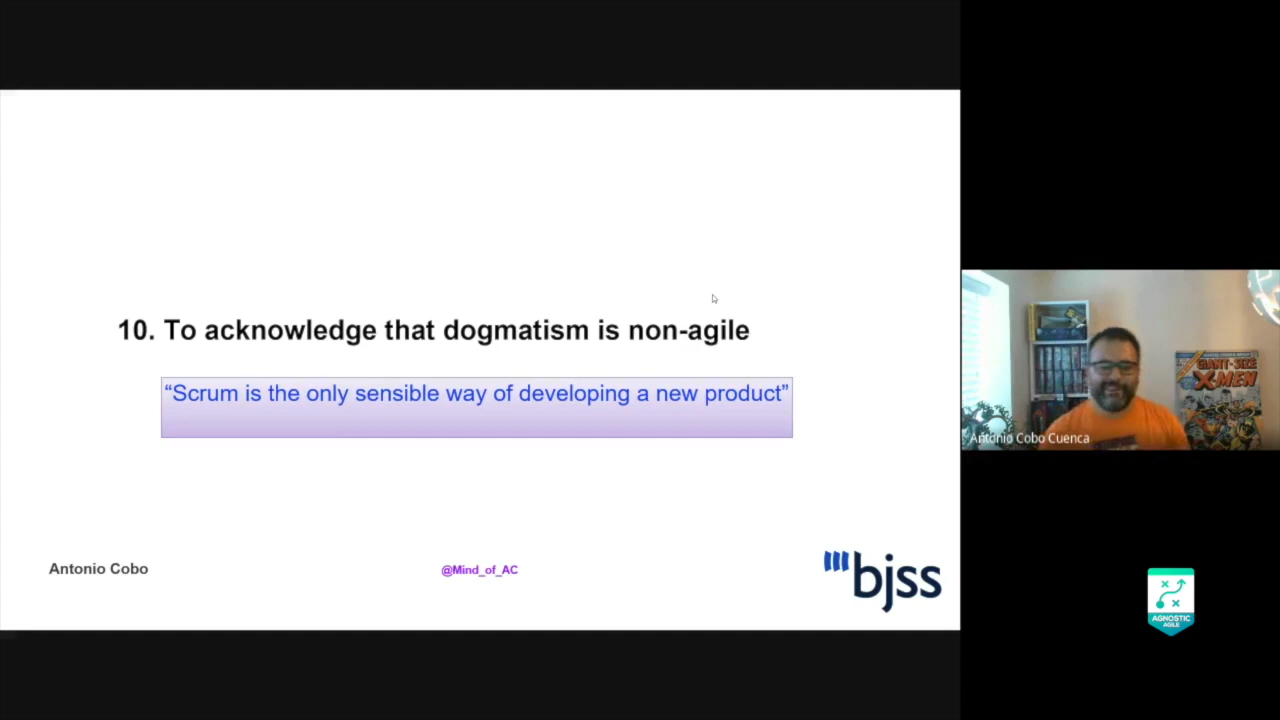 10. To acknowledge that dogmatism is non-agile
“Scrum is the only sensible way of developing a new product”
Antonio Cobo
@Mind_of_AC
bjss
GIANT-SIZE
X-MEN
Antonio Cobo Cuenca
AGNOSTIC
AGILE